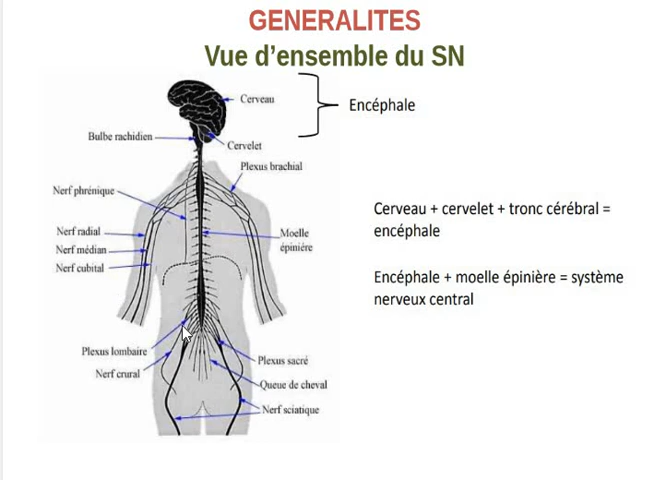 GENERALITES
Vue d'ensemble du SN
Cerveau
Encéphale
Bulbe rachidien
Cervelet
Plexus brachial
Nerf phrénique
Cerveau + cervelet + tronc cérébral =
encéphale
Nerf radial
Moelle
épinière
Nerf médian
Nerf cubital
Encéphale + moelle épinière = système
nerveux central
Plexus lombaire
Plexus sacré
Nerf crural
Queue de cheval
Nerf sciatique